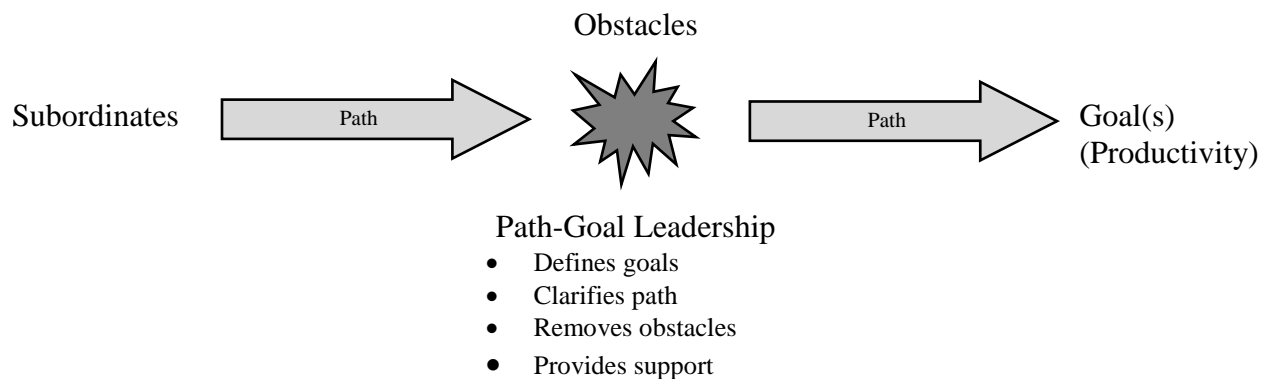 Obstacles
Subordinates
Path
Path
Goal(s)
(Productivity)
Path-Goal Leadership
• Defines goals
• Clarifies path
• Removes obstacles
• Provides support